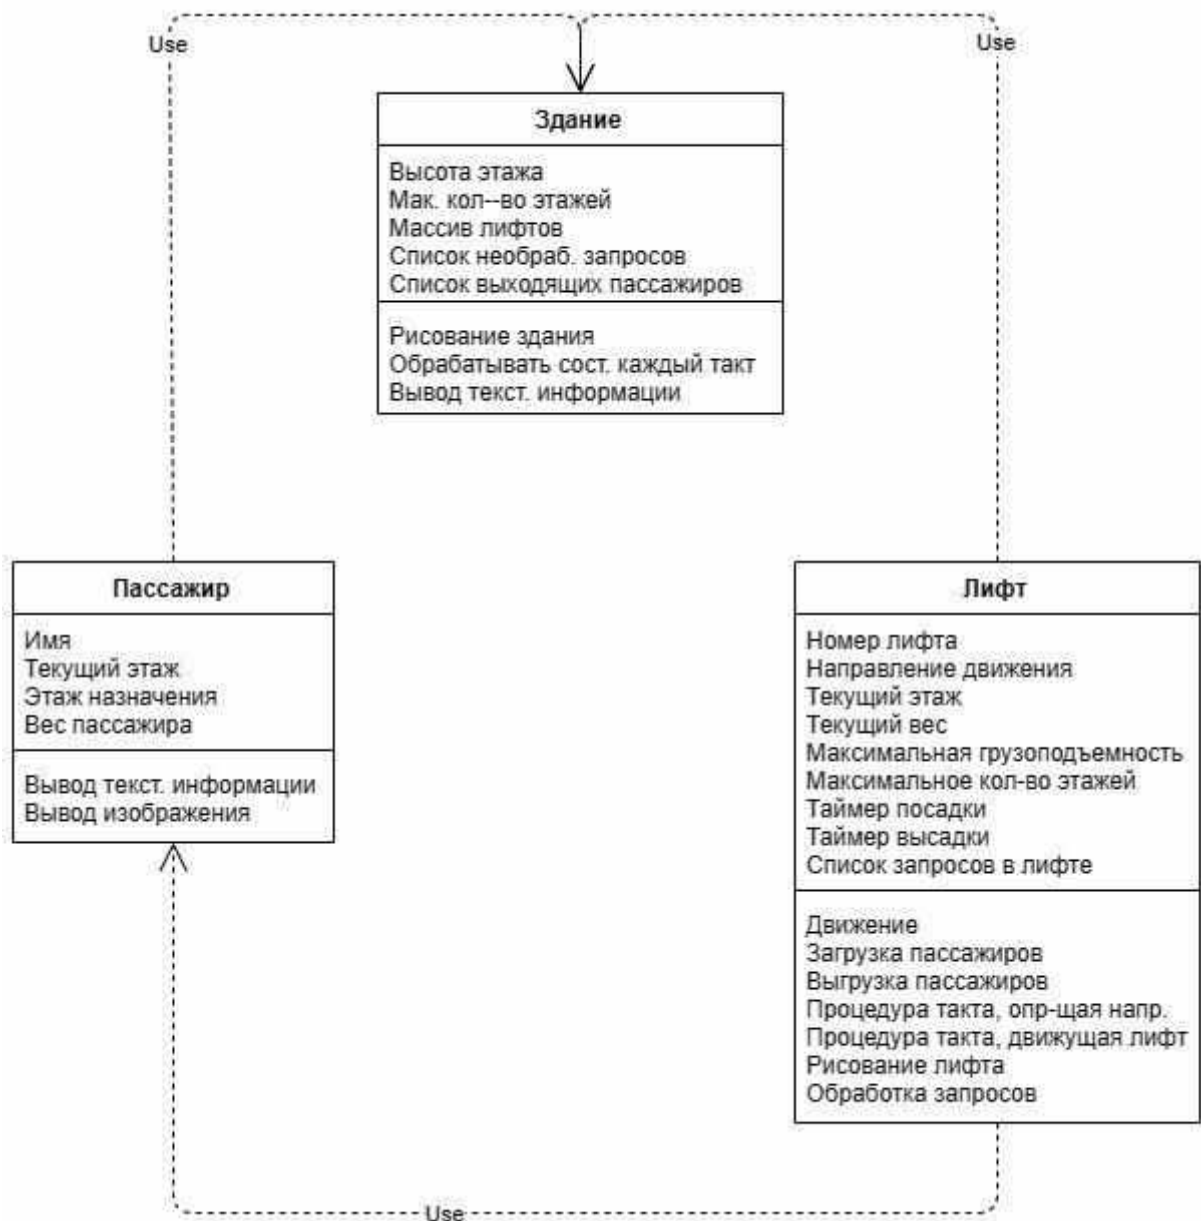 Use
Use
Здание
Высота этажа
Мак. кол--во этажей
Массив лифтов
Список необраб. запросов
Список выходящих пассажиров
Рисование здания
Обрабатывать сост. каждый такт
Вывод текст. информации
Пассажир
Имя
Текущий этаж
Этаж назначения
Вес пассажира
Вывод текст. информации
Вывод изображения
Лифт
Номер лифта
Направление движения
Текущий этаж
Текущий вес
Максимальная грузоподъемность
Максимальное кол-во этажей
Таймер посадки
Таймер высадки
Список запросов в лифте
Движение
Загрузка пассажиров
Выгрузка пассажиров
Процедура такта, опр-щая напр.
Процедура такта, движущая лифт
Рисование лифта
Обработка запросов
Use